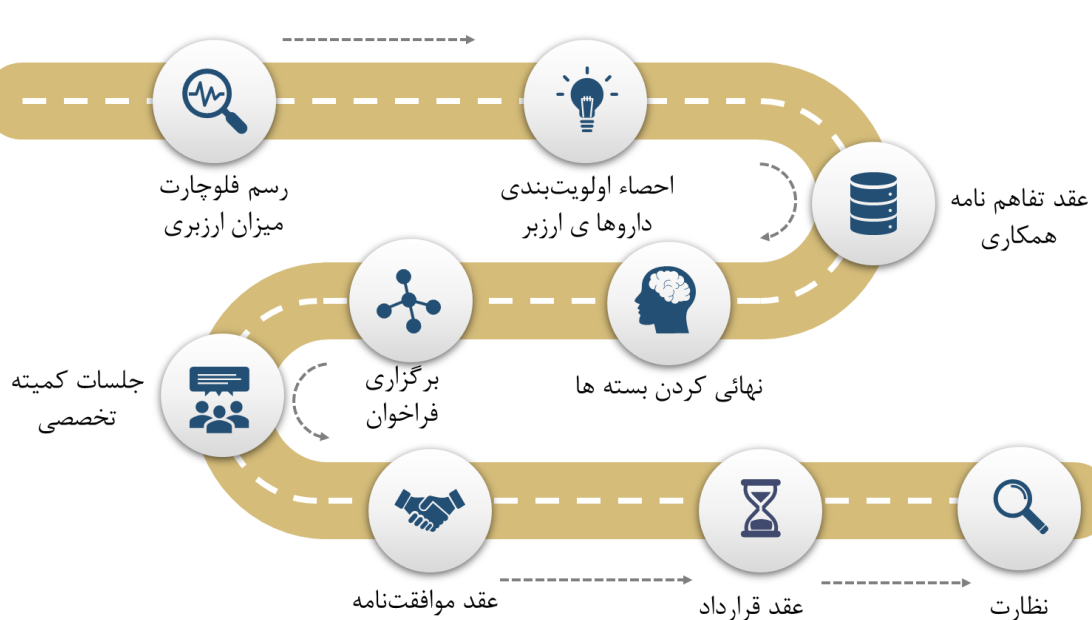 رسم فلوچارت
میزان ارزبری
احصاء اولویت‌بندی
داروها ی ارزبر
عقد تفاهم نامه
همکاری
نهائی کردن بسته ها
برگزاری
فراخوان
جلسات کمیته
تخصصی
عقد موافقت‌نامه
عقد قرارداد
نظارت